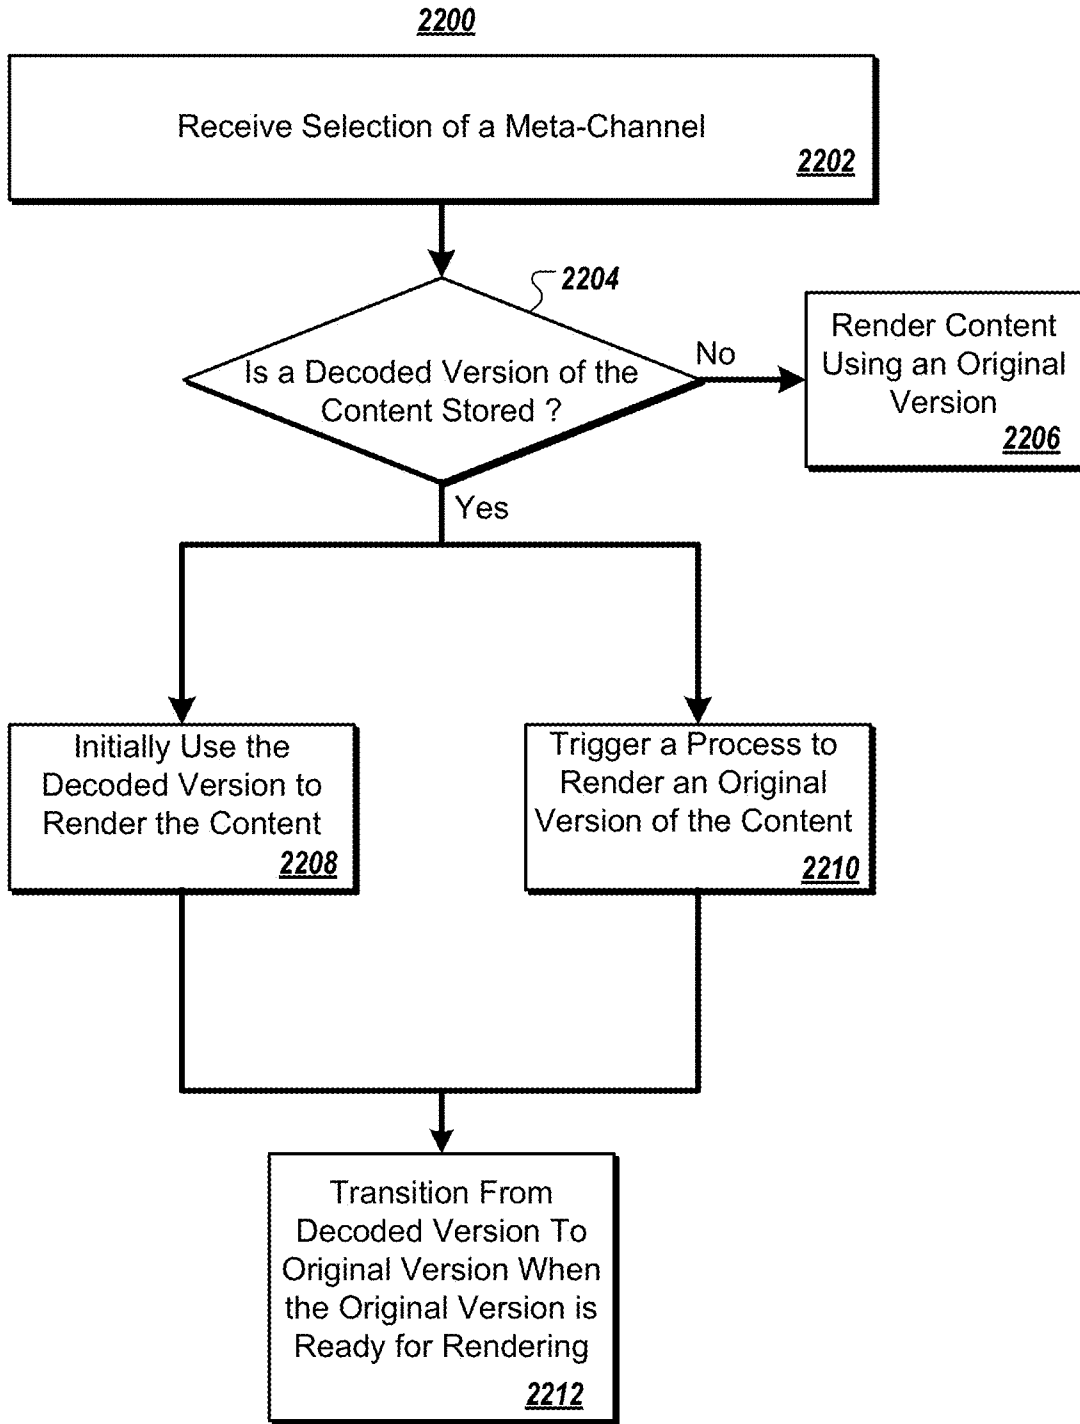 2200
Receive Selection of a Meta-Channel
2202
2204
Is a Decoded Version of the
Content Stored ?
No
Render Content
Using an Original
Version
2206
Yes
Initially Use the
Decoded Version to
Render the Content
2208
Trigger a Process to
Render an Original
Version of the Content
2210
Transition From
Decoded Version To
Original Version When
the Original Version is
Ready for Rendering
2212